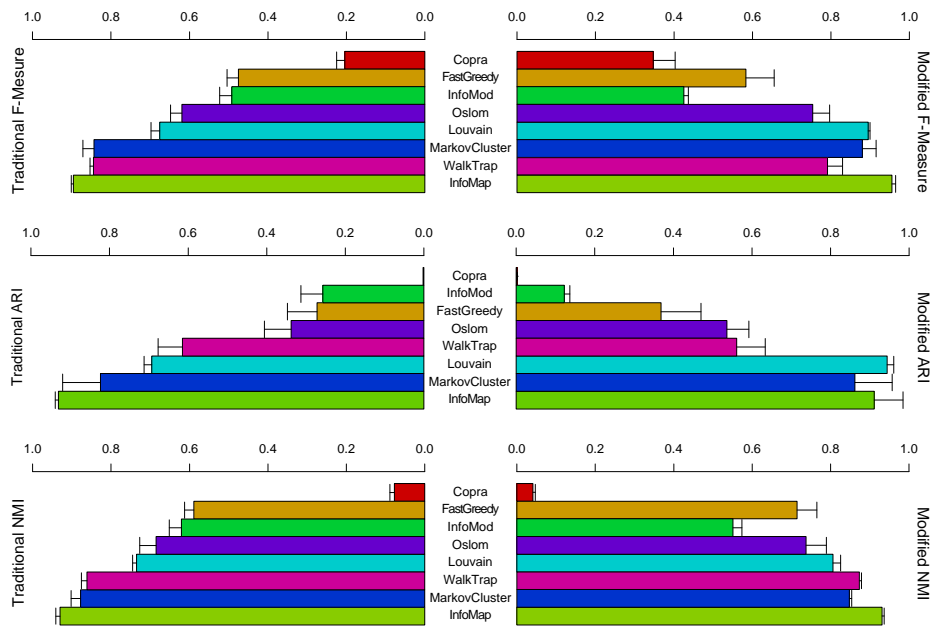 1.0 0.8 0.6 0.4 0.2 0.0
0.0 0.2 0.4 0.6 0.8 1.0
Traditional F-Mesure
Copra
FastGreedy
InfoMod
Oslom
Louvain
MarkovCluster
WalkTrap
InfoMap
Modified F-Measure
1.0 0.8 0.6 0.4 0.2 0.0
0.0 0.2 0.4 0.6 0.8 1.0
Traditional ARI
Copra
InfoMod
FastGreedy
Oslom
WalkTrap
Louvain
MarkovCluster
InfoMap
Modified ARI
1.0 0.8 0.6 0.4 0.2 0.0
0.0 0.2 0.4 0.6 0.8 1.0
Traditional NMI
Copra
FastGreedy
InfoMod
Oslom
Louvain
WalkTrap
MarkovCluster
InfoMap
Modified NMI